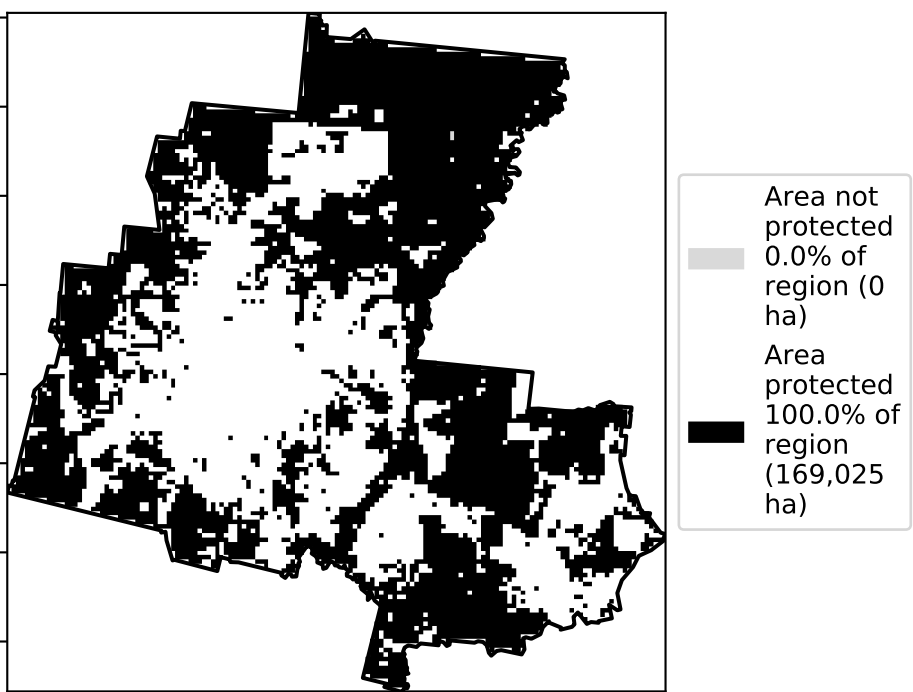 Area not
protected
0.0% of
region (0
ha)
Area
protected
100.0% of
region
(169,025
ha)